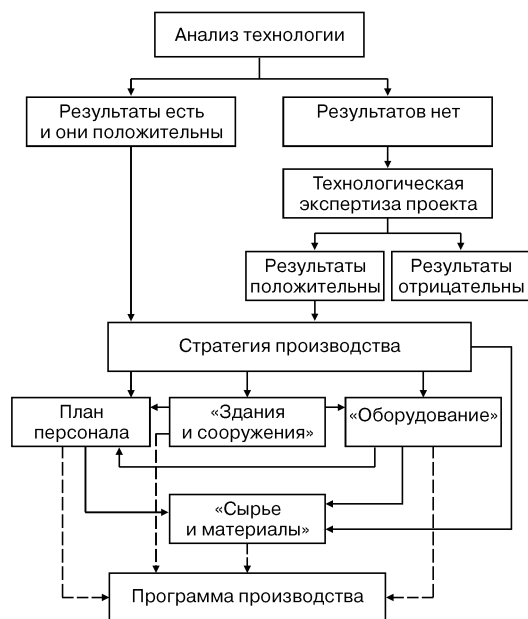 Анализ технологии
Результаты есть
и они положительны
Результатов нет
Технологическая
экспертиза проекта
Результаты
положительны
Результаты
отрицательны
Стратегия производства
План
персонала
«Здания
и сооружения»
«Оборудование»
«Сырье
и материалы»
Программа производства